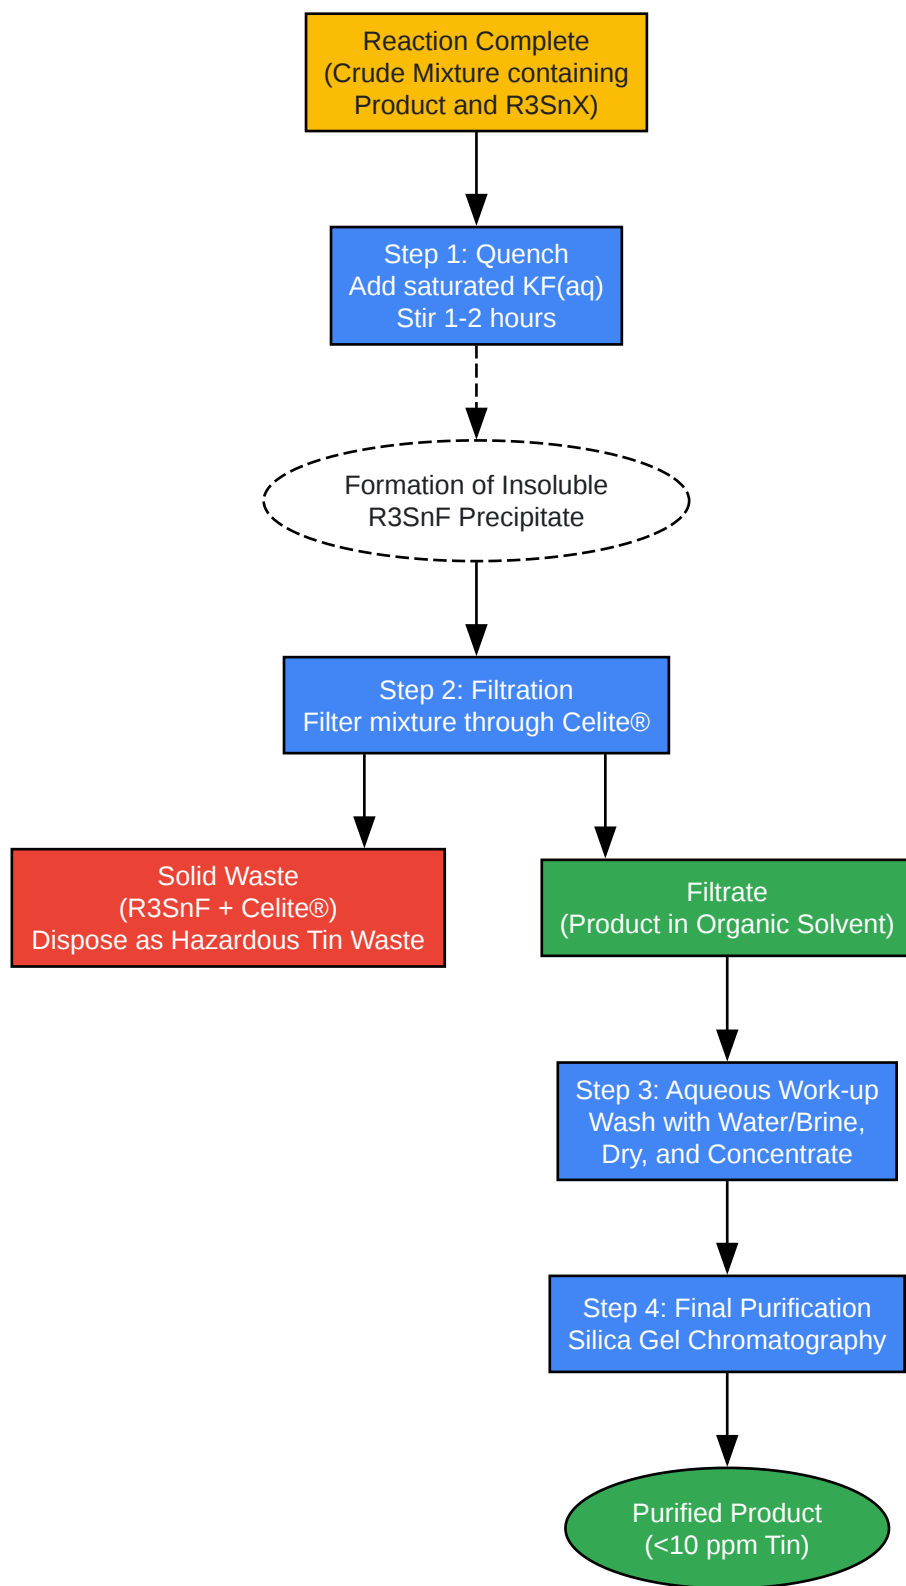 Reaction Complete
(Crude Mixture containing
Product and R3SnX)
Step 1: Quench
Add saturated KF(aq)
Stir 1-2 hours
Formation of Insoluble
R3SnF Precipitate
Step 2: Filtration
Filter mixture through Celite®
Solid Waste
(R3SnF + Celite®)
Dispose as Hazardous Tin Waste
Filtrate
(Product in Organic Solvent)
Step 3: Aqueous Work-up
Wash with Water/Brine,
Dry, and Concentrate
Step 4: Final Purification
Silica Gel Chromatography
Purified Product
(<10 ppm Tin)